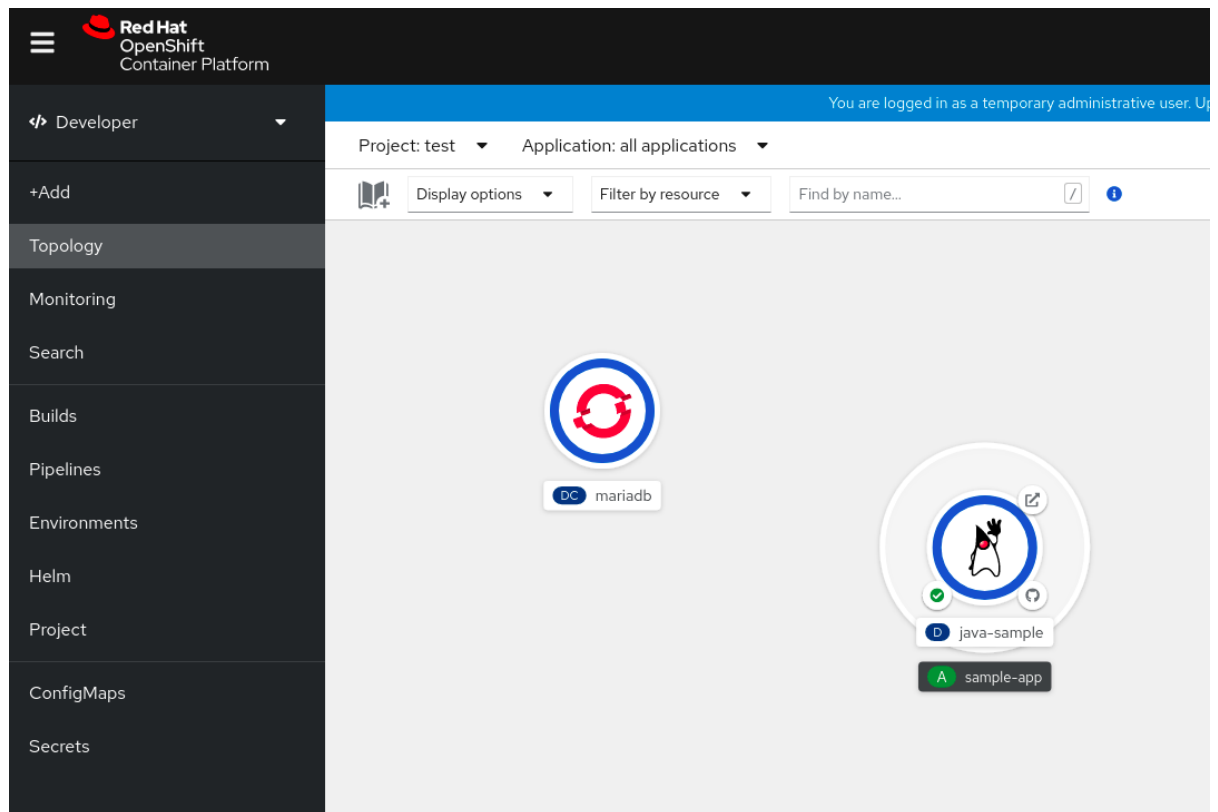 Red Hat
OpenShift
Container Platform
You are logged in as a temporary administrative user. Up
Developer
Project: test
Application: all applications
+Add
Display options
Filter by resource
Find by name...
/
Topology
Monitoring
Search
Builds
Pipelines
Environments
Helm
Project
ConfigMaps
Secrets
DC mariadb
D java-sample
A sample-app